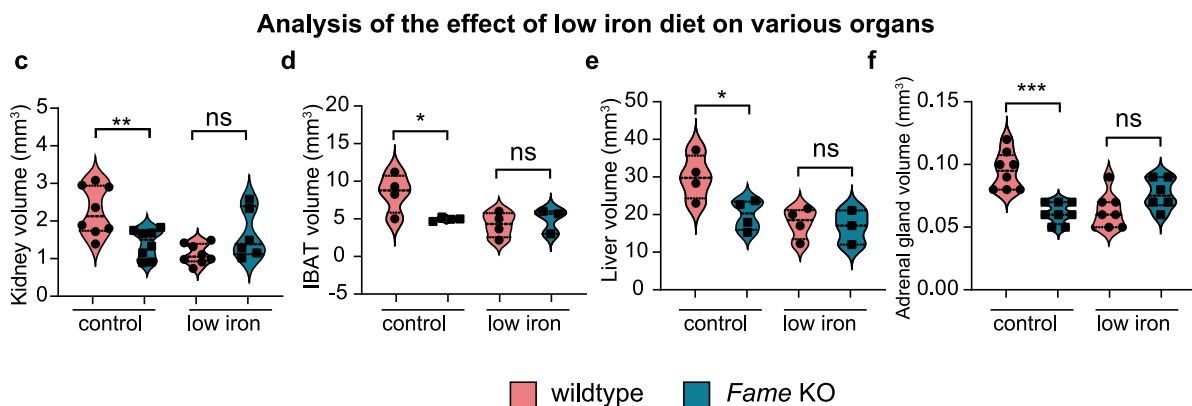 Analysis of the effect of low iron diet on various organs
c
Kidney volume (mm³)
5
4
3
2
1
0
**
ns
control
low iron
d
IBAT volume (mm³)
20
15
10
5
0
-5
*
ns
control
low iron
e
Liver volume (mm³)
50
40
30
20
10
0
*
ns
control
low iron
f
Adrenal gland volume (mm³)
0.15
0.10
0.05
0.00
***
ns
control
low iron
wildtype
Fame KO